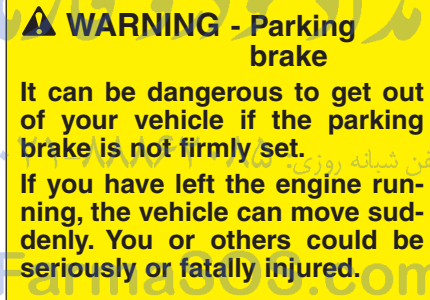 WARNING - Parking
brake
It can be dangerous to get out
of your vehicle if the parking
brake is not firmly set.
If you have left the engine run-
ning, the vehicle can move sud-
denly. You or others could be
seriously or fatally injured.